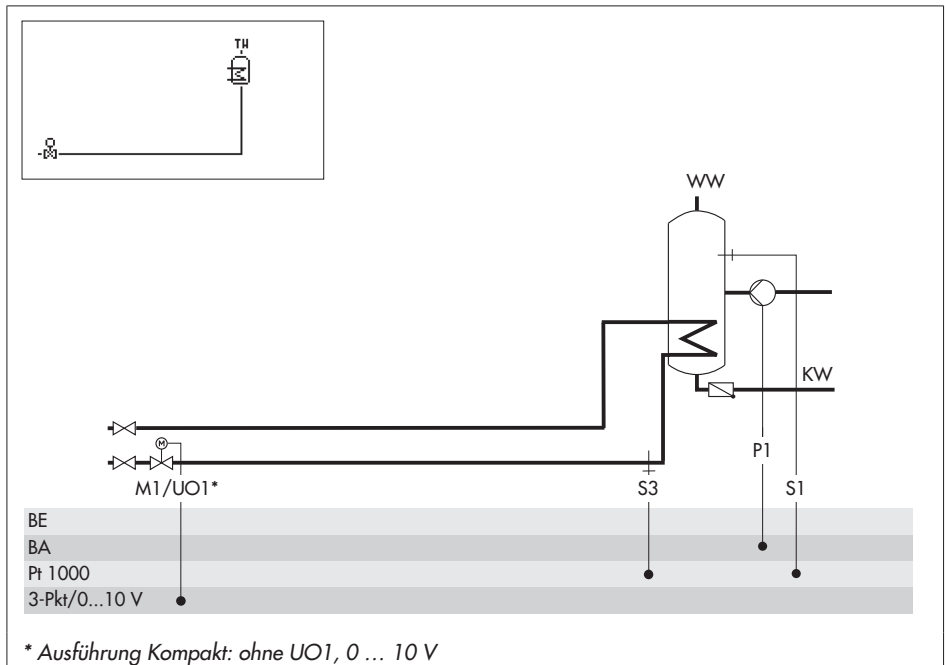 TW
WW
KW
M
P1
M1/UO1*
S3
S1
BE
BA
Pt 1000
3-Pkt/0...10 V
* Ausführung Kompakt: ohne UO1, 0 … 10 V